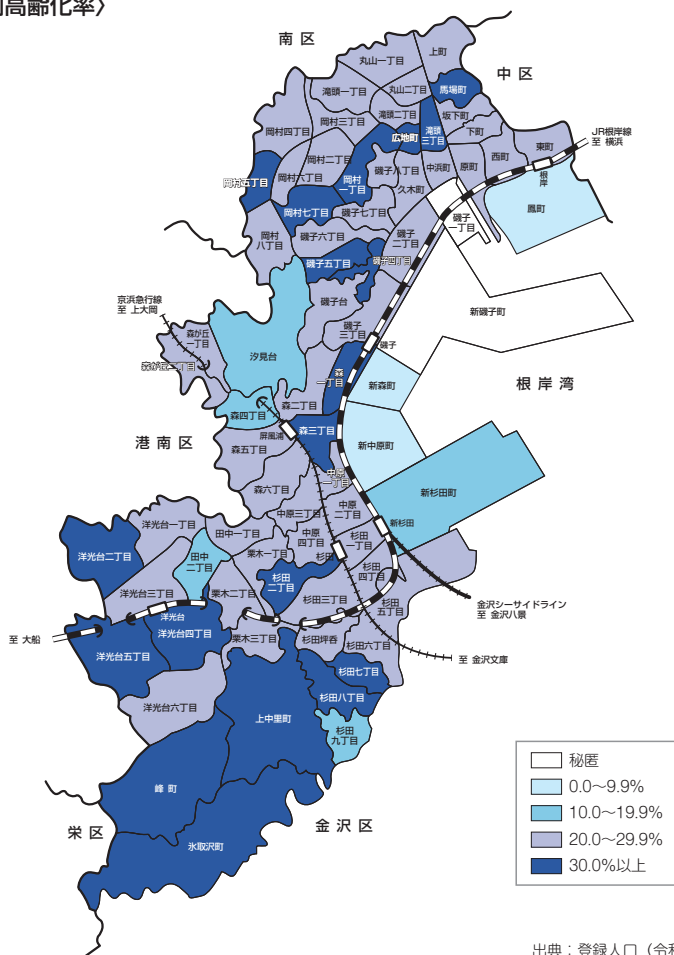 別高齢化率〉
南区
中区
上町
丸山一丁目
丸山二丁目
馬場町
滝頭一丁目
滝頭二丁目
滝頭
三丁目
坂下町
下町
岡村三丁目
岡村四丁目
広地町
東町
西町
原町
中浜町
JR根岸線
至 横浜
根岸
岡村二丁目
岡村六丁目
岡村
一丁目
磯子八丁目
久木町
岡村五丁目
岡村七丁目
磯子七丁目
鳳町
磯子
一丁目
岡村
八丁目
磯子六丁目
磯子
二丁目
磯子五丁目
磯子四丁目
京浜急行線
至 上大岡
磯子台
新磯子町
森が丘
一丁目
森が丘二丁目
汐見台
磯子
三丁目
磯子
森
一丁目
新森町
根岸湾
森四丁目
森二丁目
港南区
屏風浦
森三丁目
新中原町
森五丁目
中原
一丁目
森六丁目
新杉田町
中原三丁目
中原
二丁目
洋光台一丁目
田中一丁目
中原
四丁目
新杉田
洋光台二丁目
田中
二丁目
栗木一丁目
杉田
杉田
一丁目
杉田
二丁目
杉田
四丁目
洋光台三丁目
栗木二丁目
杉田三丁目
杉田
五丁目
金沢シーサイドライン
至 金沢八景
洋光台
洋光台四丁目
至 大船
洋光台五丁目
栗木三丁目
杉田坪呑
杉田六丁目
至 金沢文庫
杉田七丁目
杉田八丁目
洋光台六丁目
上中里町
杉田
九丁目
峰町
栄区
金沢区
氷取沢町
秘匿
0.0～9.9%
10.0～19.9%
20.0～29.9%
30.0%以上
出典：登録人口（令和